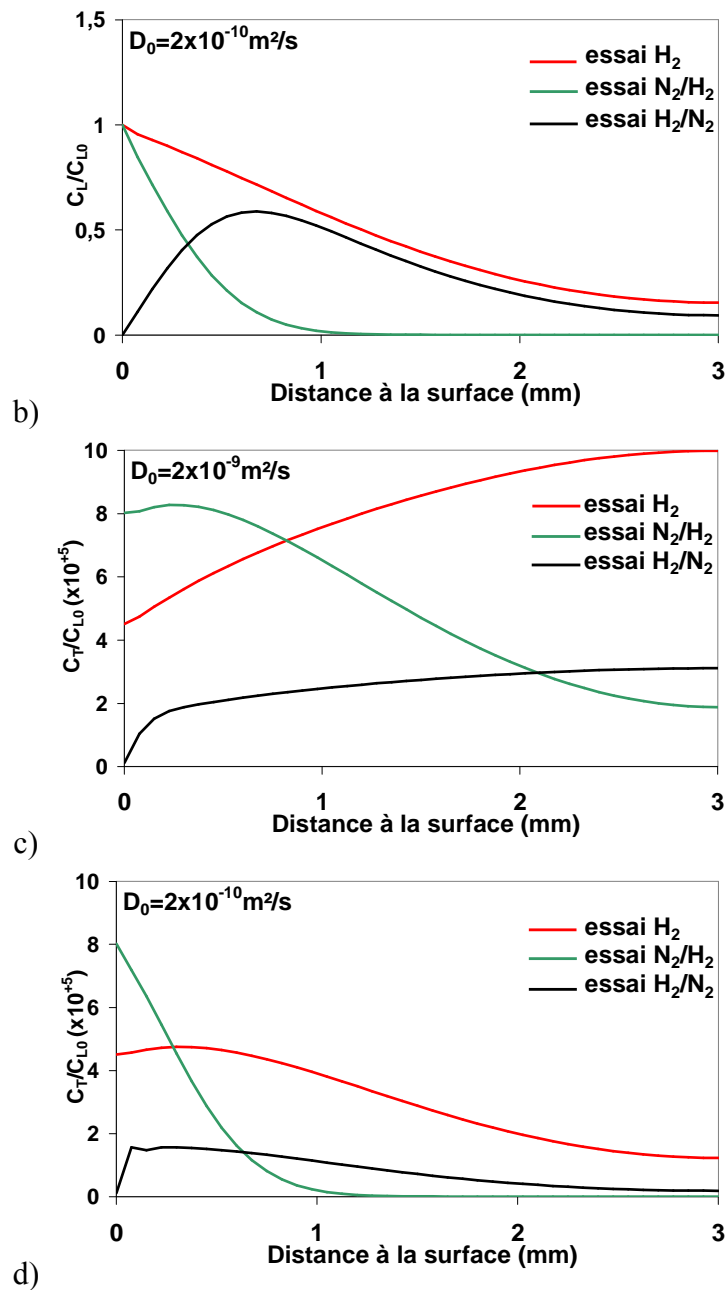 1,5
D₀=2x10⁻¹⁰m²/s
essai H₂
essai N₂/H₂
essai H₂/N₂
1
C_L/C_L0
0,5
0
0 1 2 3
Distance à la surface (mm)
b)
10
D₀=2x10⁻⁹m²/s
8
essai H₂
essai N₂/H₂
essai H₂/N₂
6
C_T/C_L0 (x10⁺⁵)
4
2
0
0 1 2 3
Distance à la surface (mm)
c)
10
D₀=2x10⁻¹⁰m²/s
essai H₂
essai N₂/H₂
essai H₂/N₂
8
6
C_T/C_L0 (x10⁺⁵)
4
2
0
0 1 2 3
Distance à la surface (mm)
d)